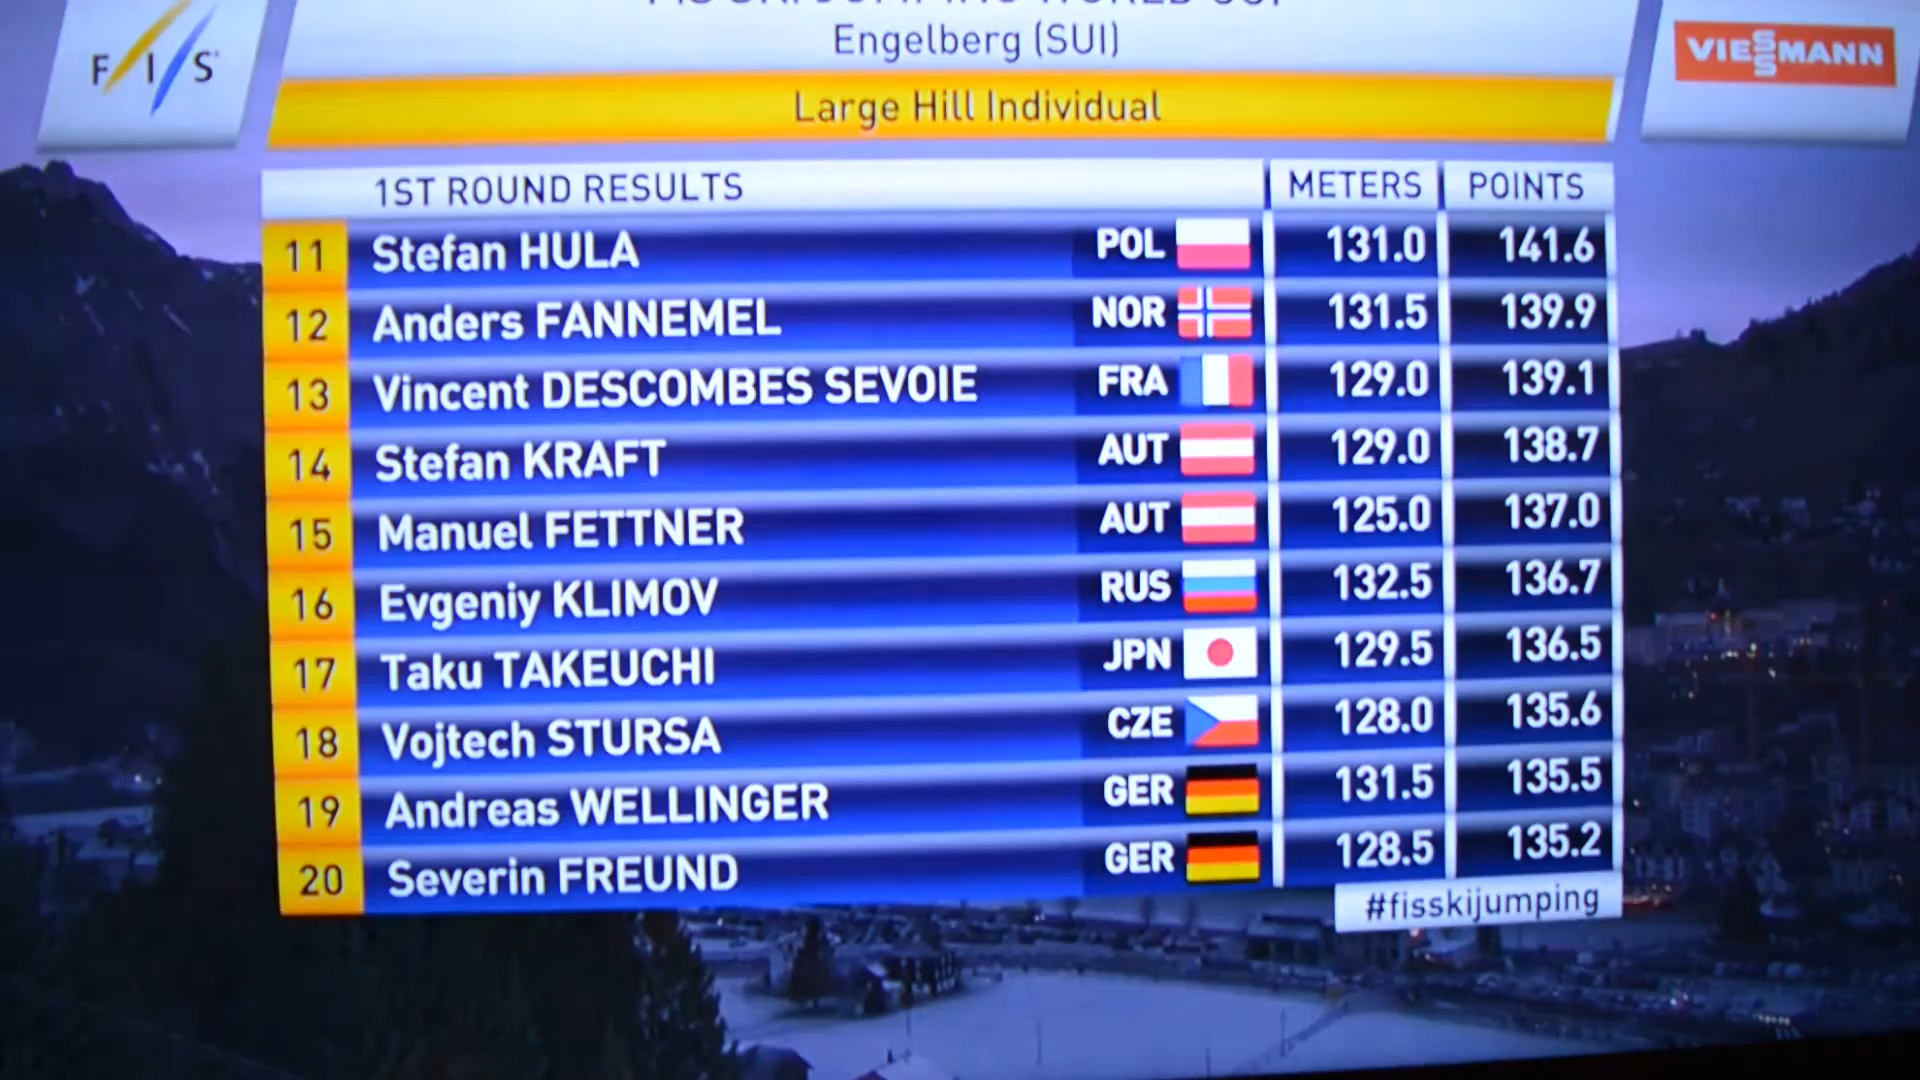 FIS
Engelberg (SUI)
VIESSMANN
Large Hill Individual
1ST ROUND RESULTS METERS POINTS
11 Stefan HULA POL 131.0 141.6
12 Anders FANNEMEL NOR 131.5 139.9
13 Vincent DESCOMBES SEVOIE FRA 129.0 139.1
14 Stefan KRAFT AUT 129.0 138.7
15 Manuel FETTNER AUT 125.0 137.0
16 Evgeniy KLIMOV RUS 132.5 136.7
17 Taku TAKEUCHI JPN 129.5 136.5
18 Vojtech STURSA CZE 128.0 135.6
19 Andreas WELLINGER GER 131.5 135.5
20 Severin FREUND GER 128.5 135.2
#fisskijumping